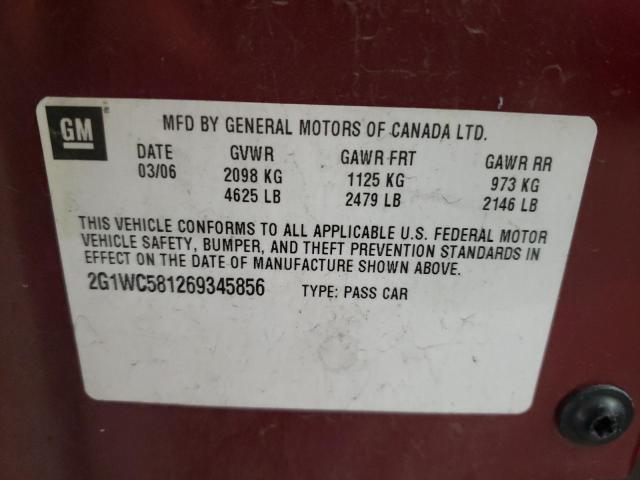 GM
MFD BY GENERAL MOTORS OF CANADA LTD.
DATE GVWR GAWR FRT GAWR RR
03/06 2098 KG 1125 KG 973 KG
4625 LB 2479 LB 2146 LB
THIS VEHICLE CONFORMS TO ALL APPLICABLE U.S. FEDERAL MOTOR
VEHICLE SAFETY, BUMPER, AND THEFT PREVENTION STANDARDS IN
EFFECT ON THE DATE OF MANUFACTURE SHOWN ABOVE.
2G1WC581269345856 TYPE: PASS CAR